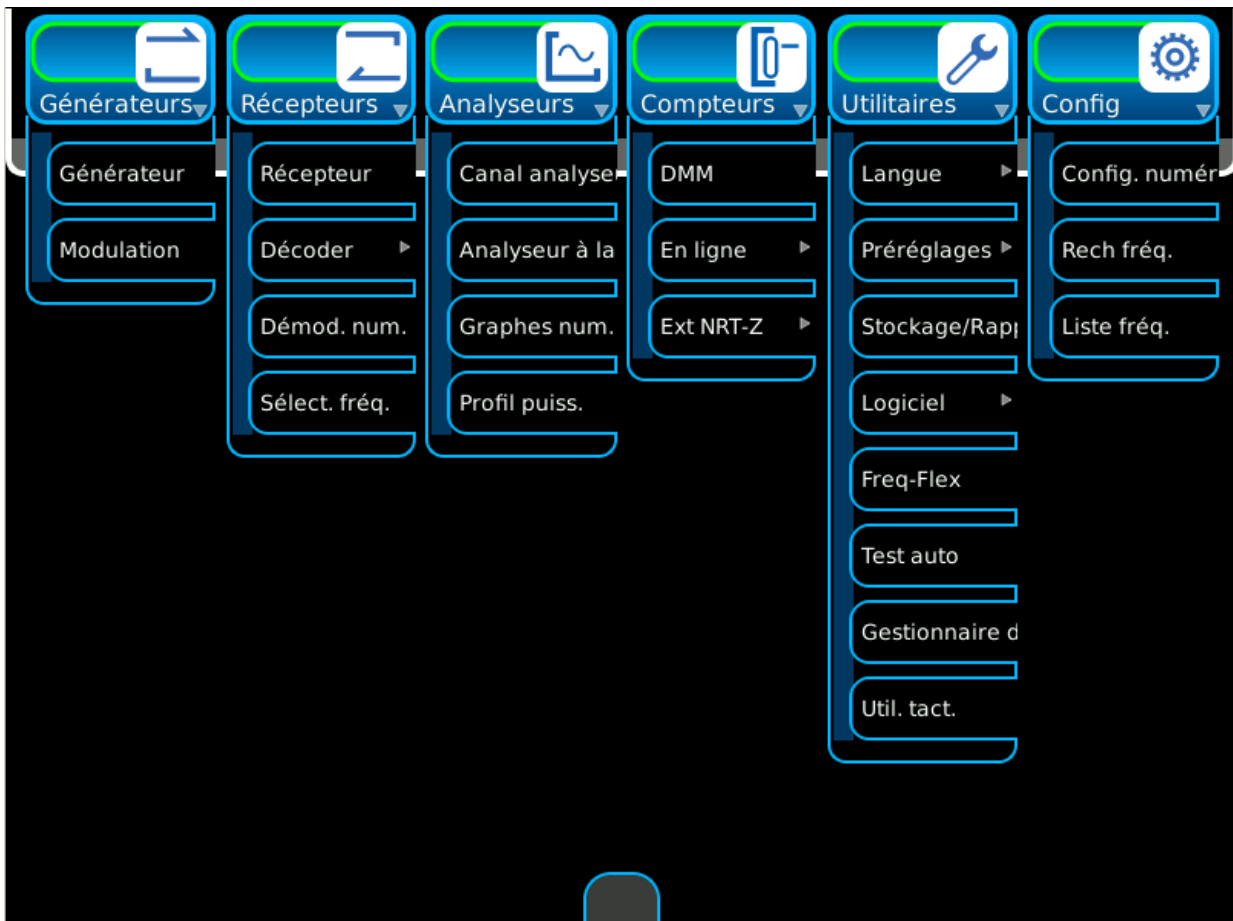 Générateurs
Générateur
Modulation
Récepteurs
Récepteur
Décoder
Démod. num.
Sélect. fréq.
Analyseurs
Canal analyse
Analyseur à la
Graphes num.
Profil puiss.
Compteurs
DMM
En ligne
Ext NRT-Z
Utilitaires
Langue
Préréglages
Stockage/Rapp
Logiciel
Freq-Flex
Test auto
Gestionnaire d
Util. tact.
Config
Config. numér
Rech fréq.
Liste fréq.